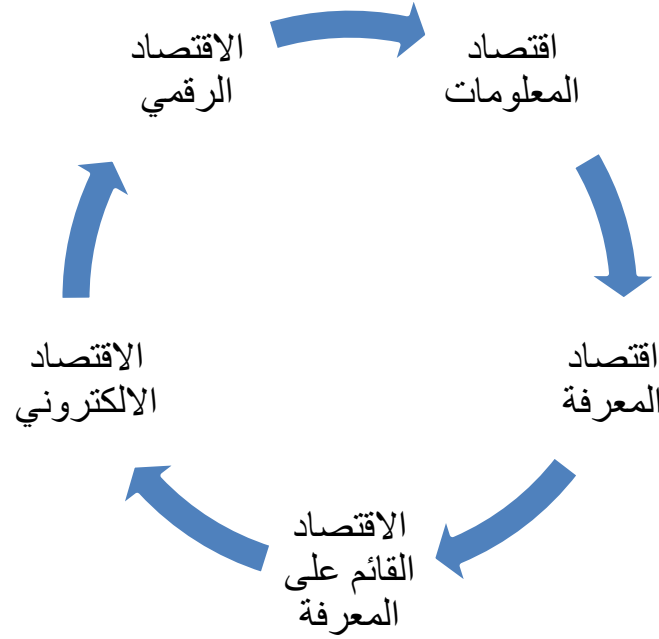 اقتصاد
المعلومات
اقتصاد
المعرفة
الاقتصاد
القائم على
المعرفة
الاقتصاد
الالكتروني
الاقتصاد
الرقمي